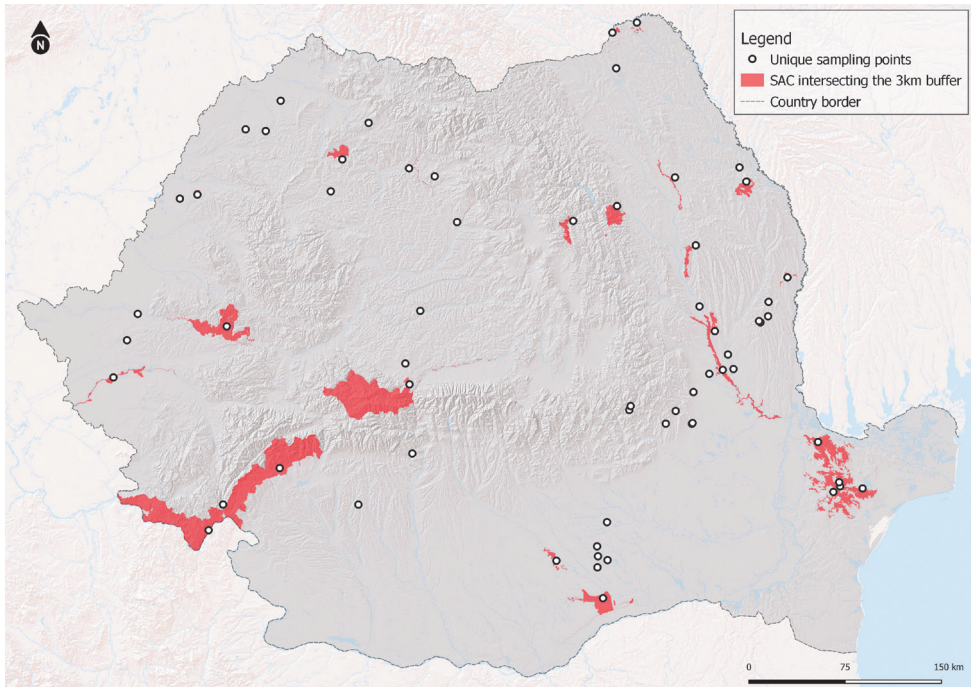 N
Legend
Unique sampling points
SAC intersecting the 3km buffer
Country border
0 75 150 km